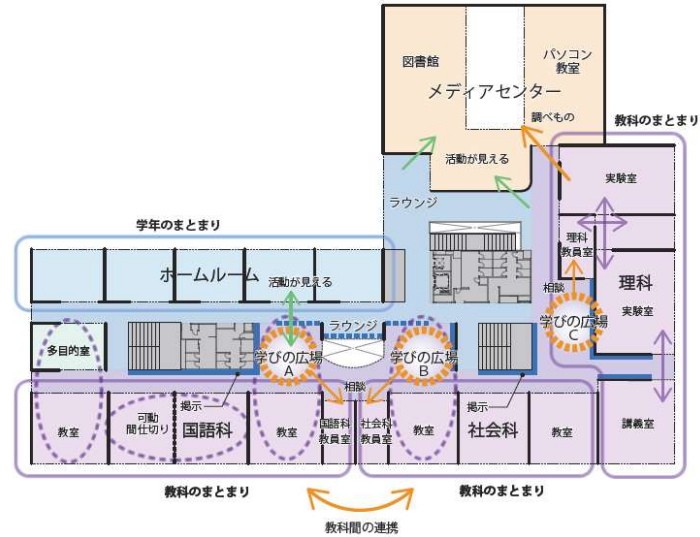 図書館
パソコン
教室
メディアセンター
調べもの
教科のまとまり
活動が見える
実験室
ラウンジ
学年のまとまり
理科
教員室
ホームルーム
活動が見える
理科
相談
実験室
ラウンジ
学びの広場
C
多目的室
学びの広場
A
学びの広場
B
相談
掲示
掲示
教室
可動
間仕切り
国語科
教室
国語科
教員室
社会科
教員室
教室
社会科
教室
講義室
教科のまとまり
教科のまとまり
教科間の連携